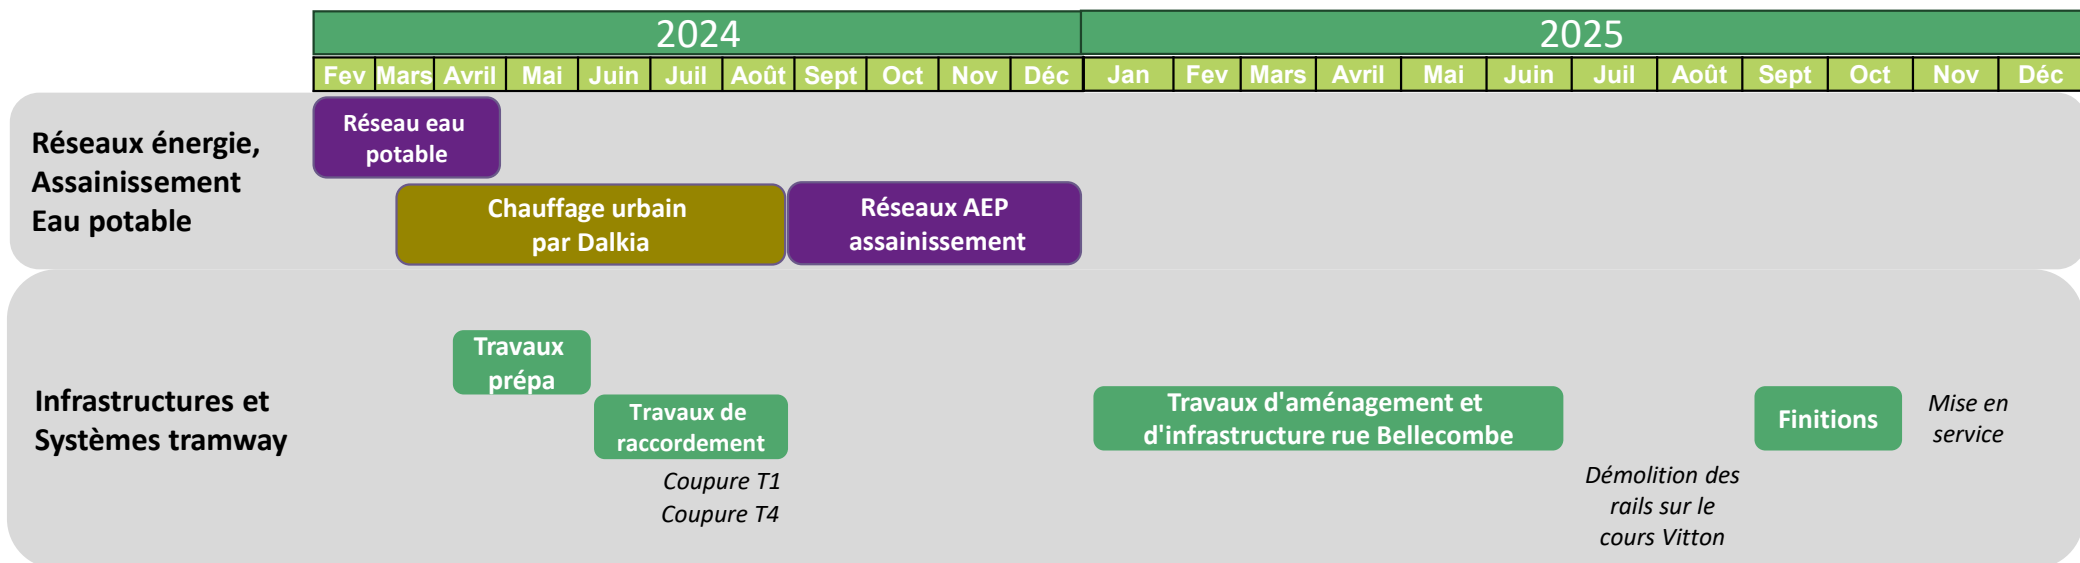 2024
2025
Fev Mars Avril Mai Juin Juil Août Sept Oct Nov Déc Jan Fev Mars Avril Mai Juin Juil Août Sept Oct Nov Déc
Réseaux énergie,
Assainissement
Eau potable
Réseau eau
potable
Chauffage urbain
par Dalkia
Réseaux AEP
assainissement
Infrastructures et
Systèmes tramway
Travaux
prépa
Travaux de
raccordement
Coupure T1
Coupure T4
Travaux d'aménagement et
d'infrastructure rue Bellecombe
Démolition des
rails sur le
cours Vitton
Finitions
Mise en
service